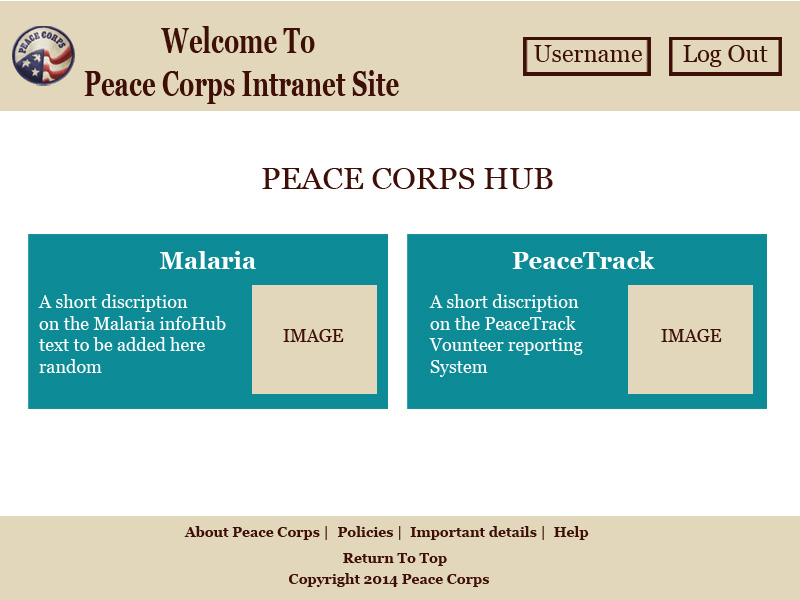 PEACE CORPS
Welcome To
Peace Corps Intranet Site
Username
Log Out
PEACE CORPS HUB
Malaria
A short discription
on the Malaria infoHub
text to be added here
random
IMAGE
PeaceTrack
A short discription
on the PeaceTrack
Vounteer reporting
System
IMAGE
About Peace Corps | Policies | Important details | Help
Return To Top
Copyright 2014 Peace Corps